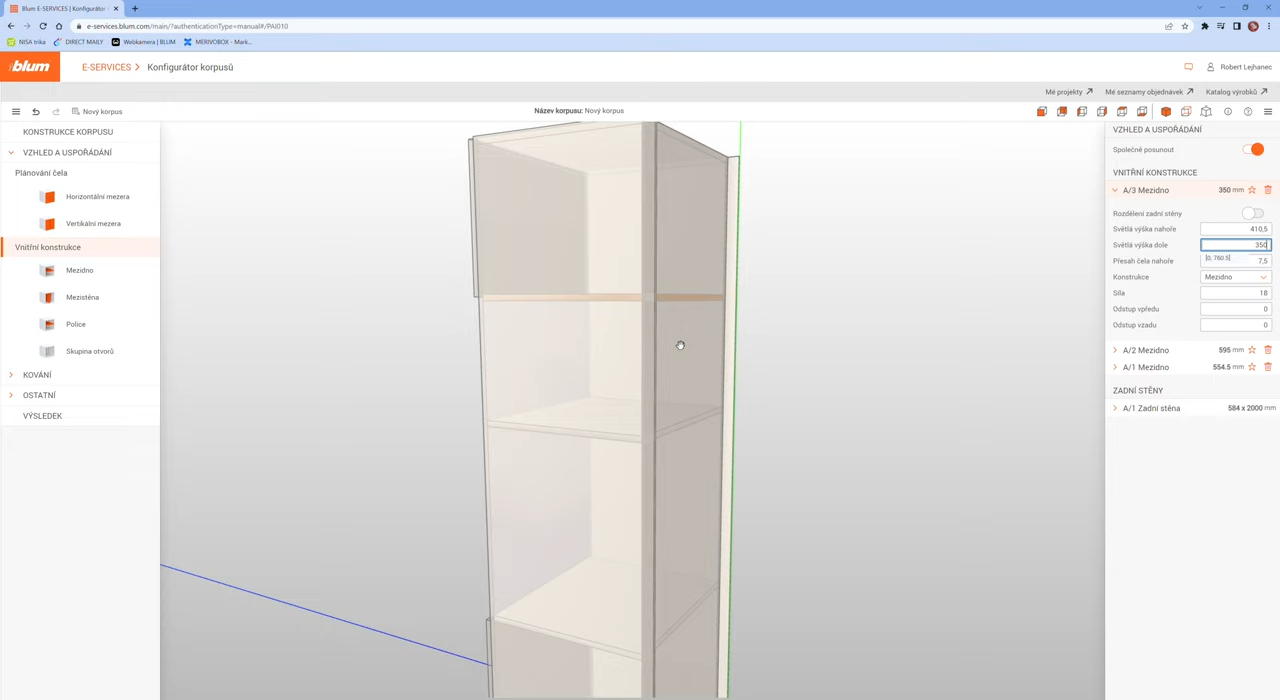 Blum E-SERVICES | Konfigurátor
e-services.blum.com/main/?authenticationType=manual#/PAI010
NISA trika
DIRECT MAILY
Webkamera | BLUM
MERIVOBOX - Mark...
blum
E-SERVICES
Konfigurátor korpusů
Robert Lejhanec
Mé projekty
Mé seznamy objednávek
Katalog výrobků
Nový korpus
Název korpusu: Nový korpus
KONSTRUKCE KORPUSU
VZHLED A USPOŘÁDÁNÍ
Plánování čela
Horizontální mezera
Vertikální mezera
Vnitřní konstrukce
Mezidno
Mezistěna
Police
Skupina otvorů
KOVÁNÍ
OSTATNÍ
VÝSLEDEK
VZHLED A USPOŘÁDÁNÍ
Společně posunout
VNITŘNÍ KONSTRUKCE
A/3 Mezidno 350 mm
Rozdělení zadní stěny
Světlá výška nahoře 410,5
Světlá výška dole 350
Přesah čela nahoře [0, 760.5] 7,5
Konstrukce Mezidno
Síla 18
Odstup vpředu 0
Odstup vzadu 0
A/2 Mezidno 595 mm
A/1 Mezidno 554.5 mm
ZADNÍ STĚNY
A/1 Zadní stěna 584 x 2000 mm